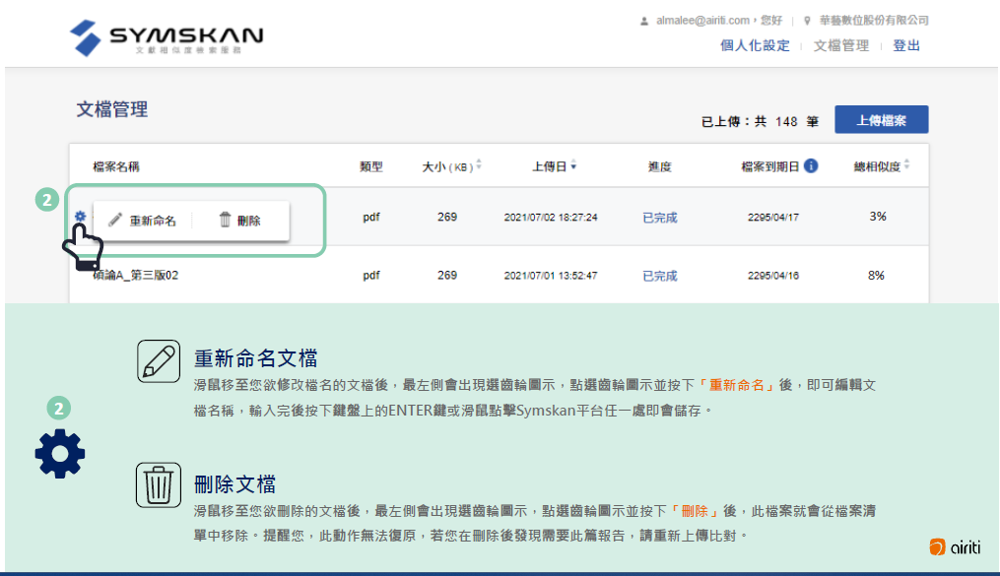 SYMSKAN
文獻相似度檢索服務
almalee@airiti.com，您好 | 華藝數位股份有限公司
個人化設定 | 文檔管理 | 登出
文檔管理
已上傳：共 148 筆 上傳檔案
檔案名稱 類型 大小(KB) 上傳日 進度 檔案到期日 總相似度
2
重新命名 刪除 pdf 269 2021/07/02 18:27:24 已完成 2295/04/17 3%
碩論A_第三版02 pdf 269 2021/07/01 13:52:47 已完成 2295/04/16 8%
重新命名文檔
滑鼠移至您欲修改檔名的文檔後，最左側會出現選齒輪圖示，點選齒輪圖示並按下「重新命名」後，即可編輯文
檔名稱，輸入完後按下鍵盤上的ENTER鍵或滑鼠點擊Symskan平台任一處即會儲存。
2
刪除文檔
滑鼠移至您欲刪除的文檔後，最左側會出現選齒輪圖示，點選齒輪圖示並按下「刪除」後，此檔案就會從檔案清
單中移除。提醒您，此動作無法復原，若您在刪除後發現需要此篇報告，請重新上傳比對。
airiti